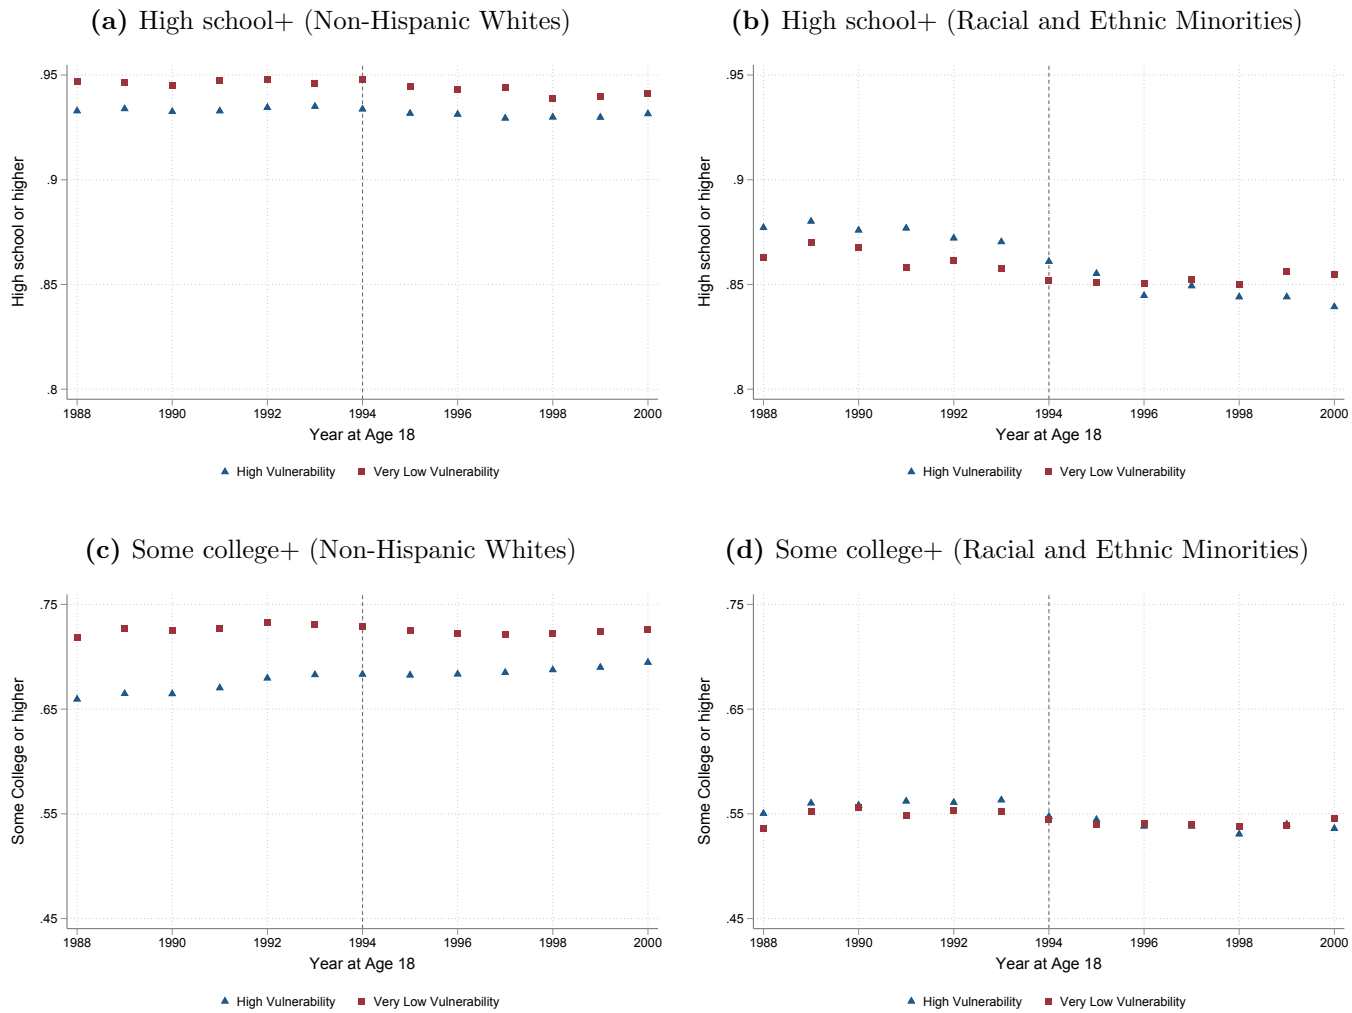 (a) High school+ (Non-Hispanic Whites)
High school or higher
.95
.9
.85
.8
1988 1990 1992 1994 1996 1998 2000
Year at Age 18
High Vulnerability Very Low Vulnerability
(b) High school+ (Racial and Ethnic Minorities)
High school or higher
.95
.9
.85
.8
1988 1990 1992 1994 1996 1998 2000
Year at Age 18
High Vulnerability Very Low Vulnerability
(c) Some college+ (Non-Hispanic Whites)
Some College or higher
.75
.65
.55
.45
1988 1990 1992 1994 1996 1998 2000
Year at Age 18
High Vulnerability Very Low Vulnerability
(d) Some college+ (Racial and Ethnic Minorities)
Some College or higher
.75
.65
.55
.45
1988 1990 1992 1994 1996 1998 2000
Year at Age 18
High Vulnerability Very Low Vulnerability